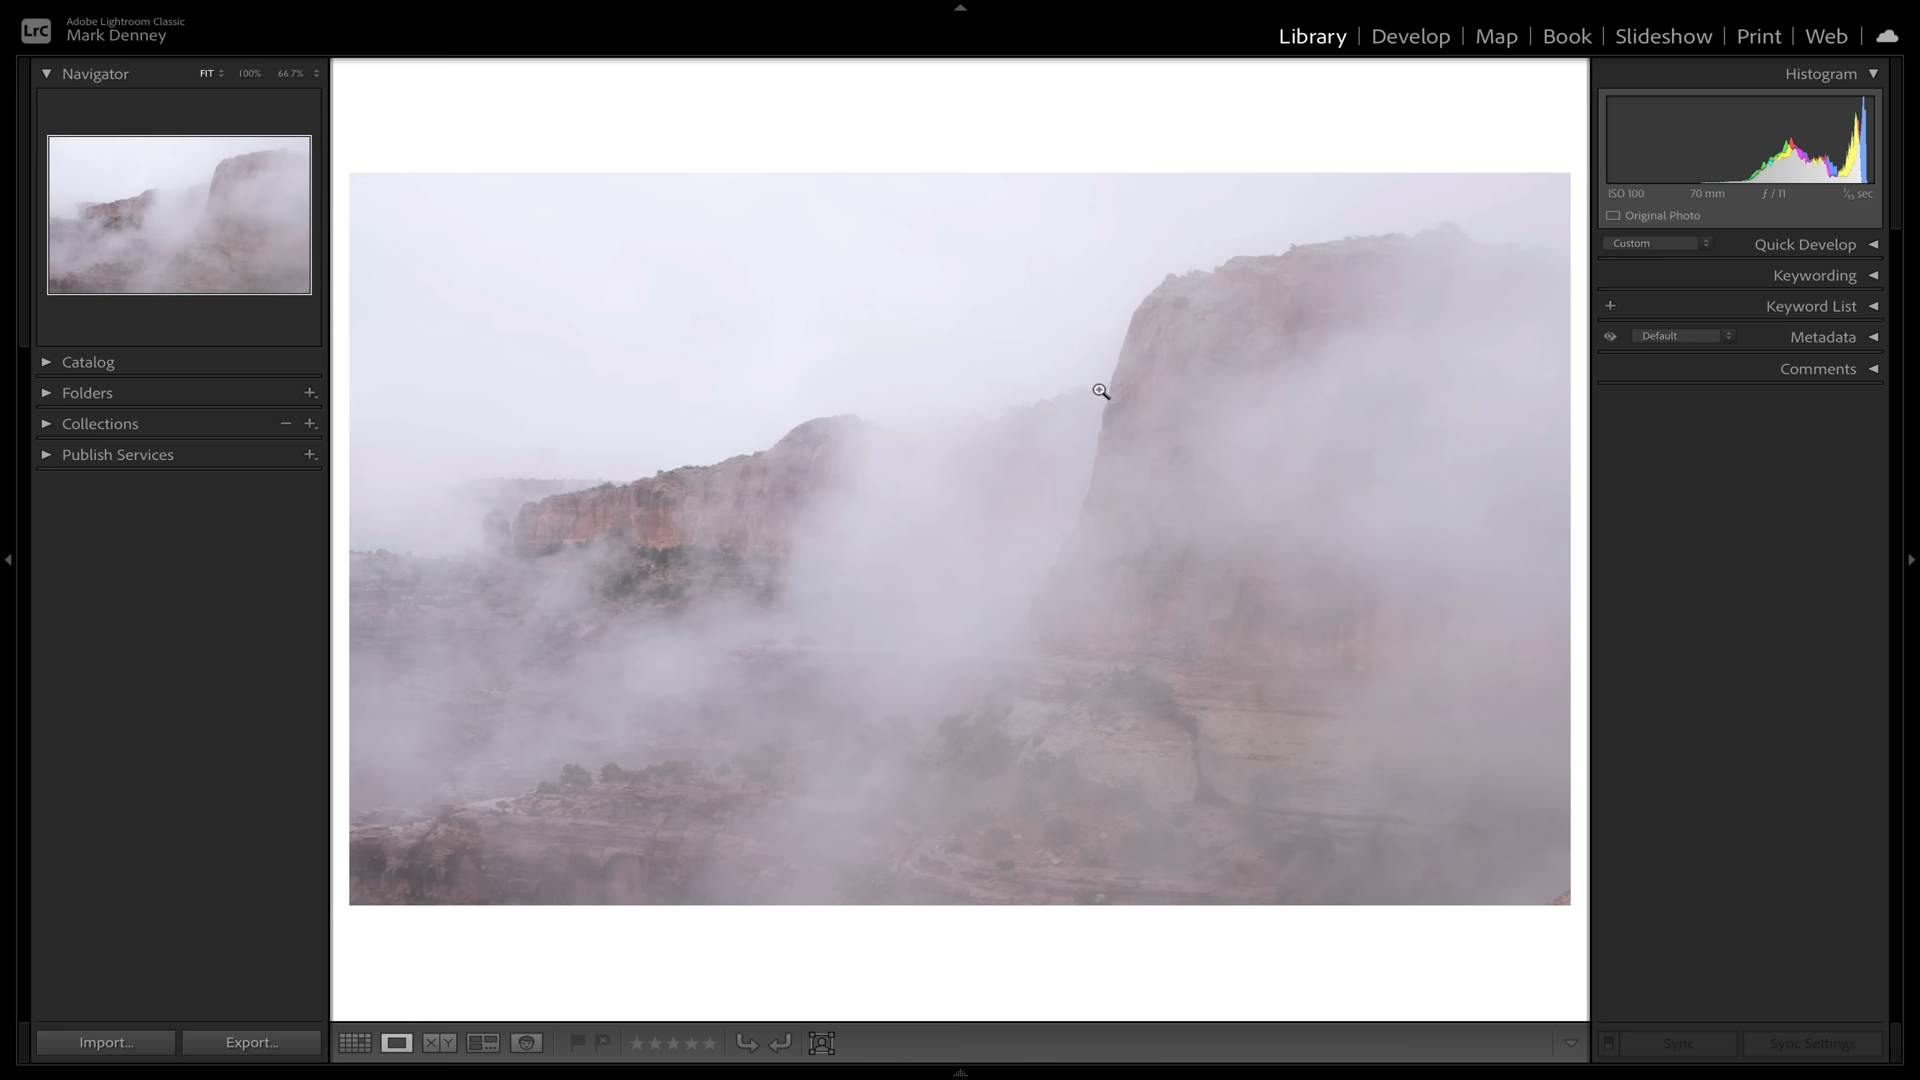 LrC
Adobe Lightroom Classic
Mark Denney
Library | Develop | Map | Book | Slideshow | Print | Web |
Navigator FIT 100% 66.7%
Histogram
ISO 100 70 mm ƒ / 11 ¹⁄₁₃ sec
Original Photo
Custom Quick Develop
Keywording
Keyword List
Default Metadata
Comments
Catalog
Folders
Collections
Publish Services
Import... Export...
X Y
Sync Sync Settings